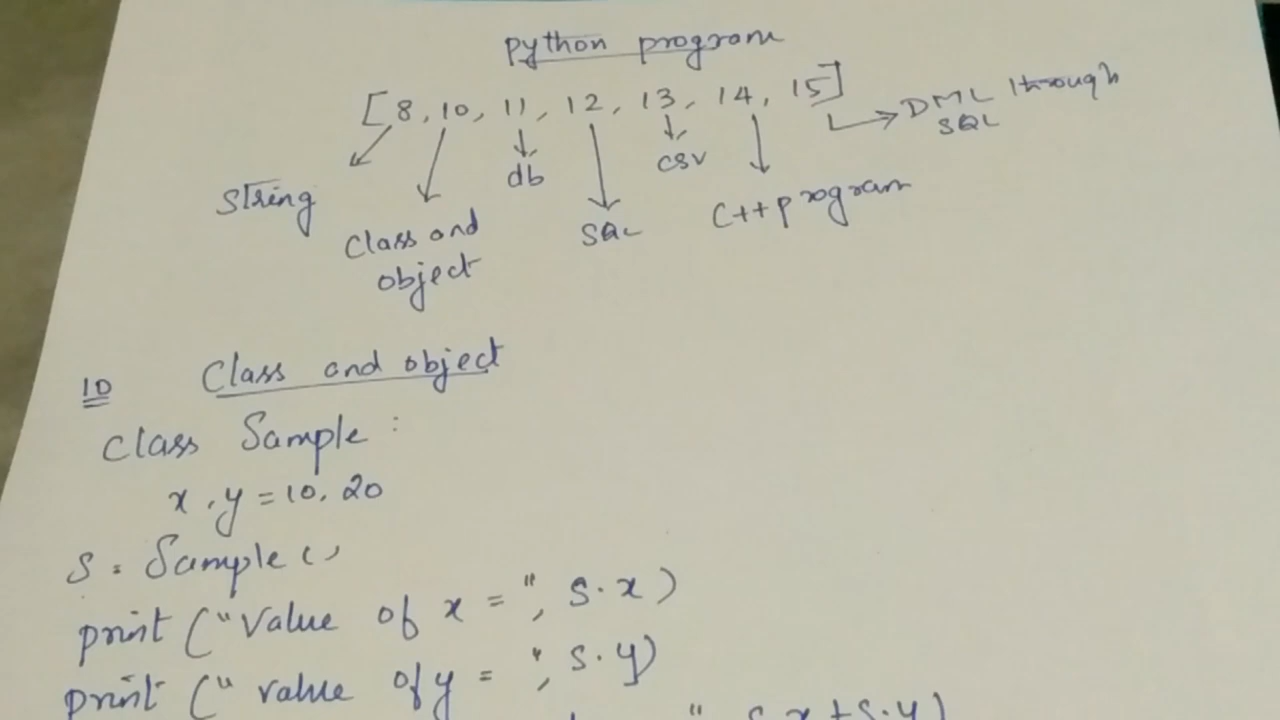 Python program
[8, 10, 11, 12, 13, 14, 15]
DML through
SQL
String
Class and
object
db
SQL
csv
C++ program
10 Class and object
Class Sample :
x, y = 10, 20
S = Sample ()
print ("Value of x = ", S.x)
print (" value of y = ", S.y)
" S.x + S.y)